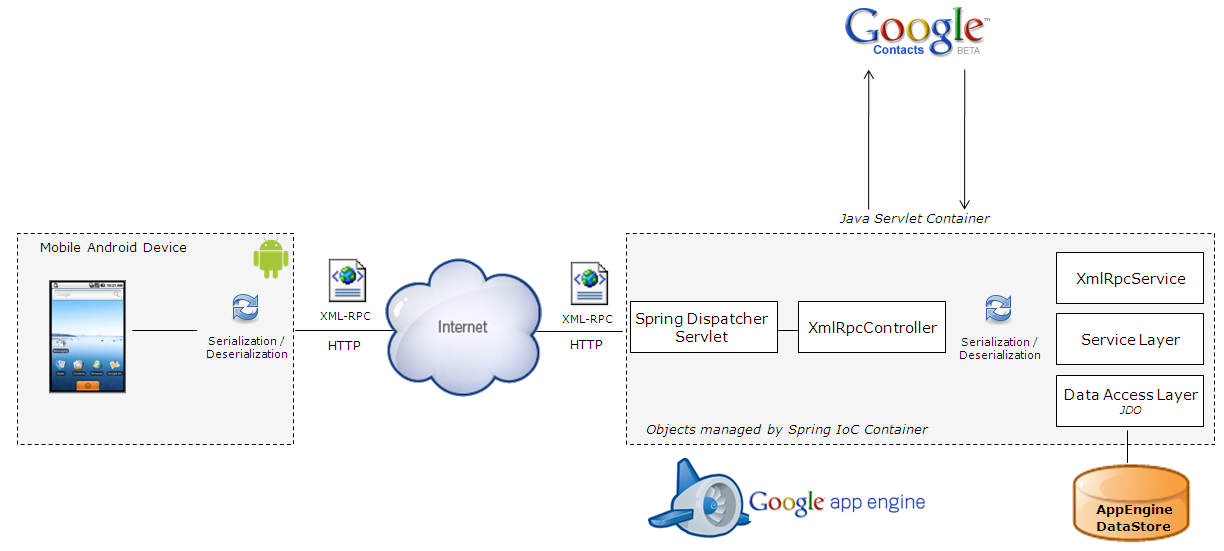 Google™
Contacts BETA
Java Servlet Container
Mobile Android Device
Serialization /
Deserialization
XML-RPC
HTTP
Internet
XML-RPC
HTTP
Spring Dispatcher
Servlet
XmlRpcController
Serialization /
Deserialization
XmlRpcService
Service Layer
Data Access Layer
JDO
Objects managed by Spring IoC Container
Google app engine
AppEngine
DataStore